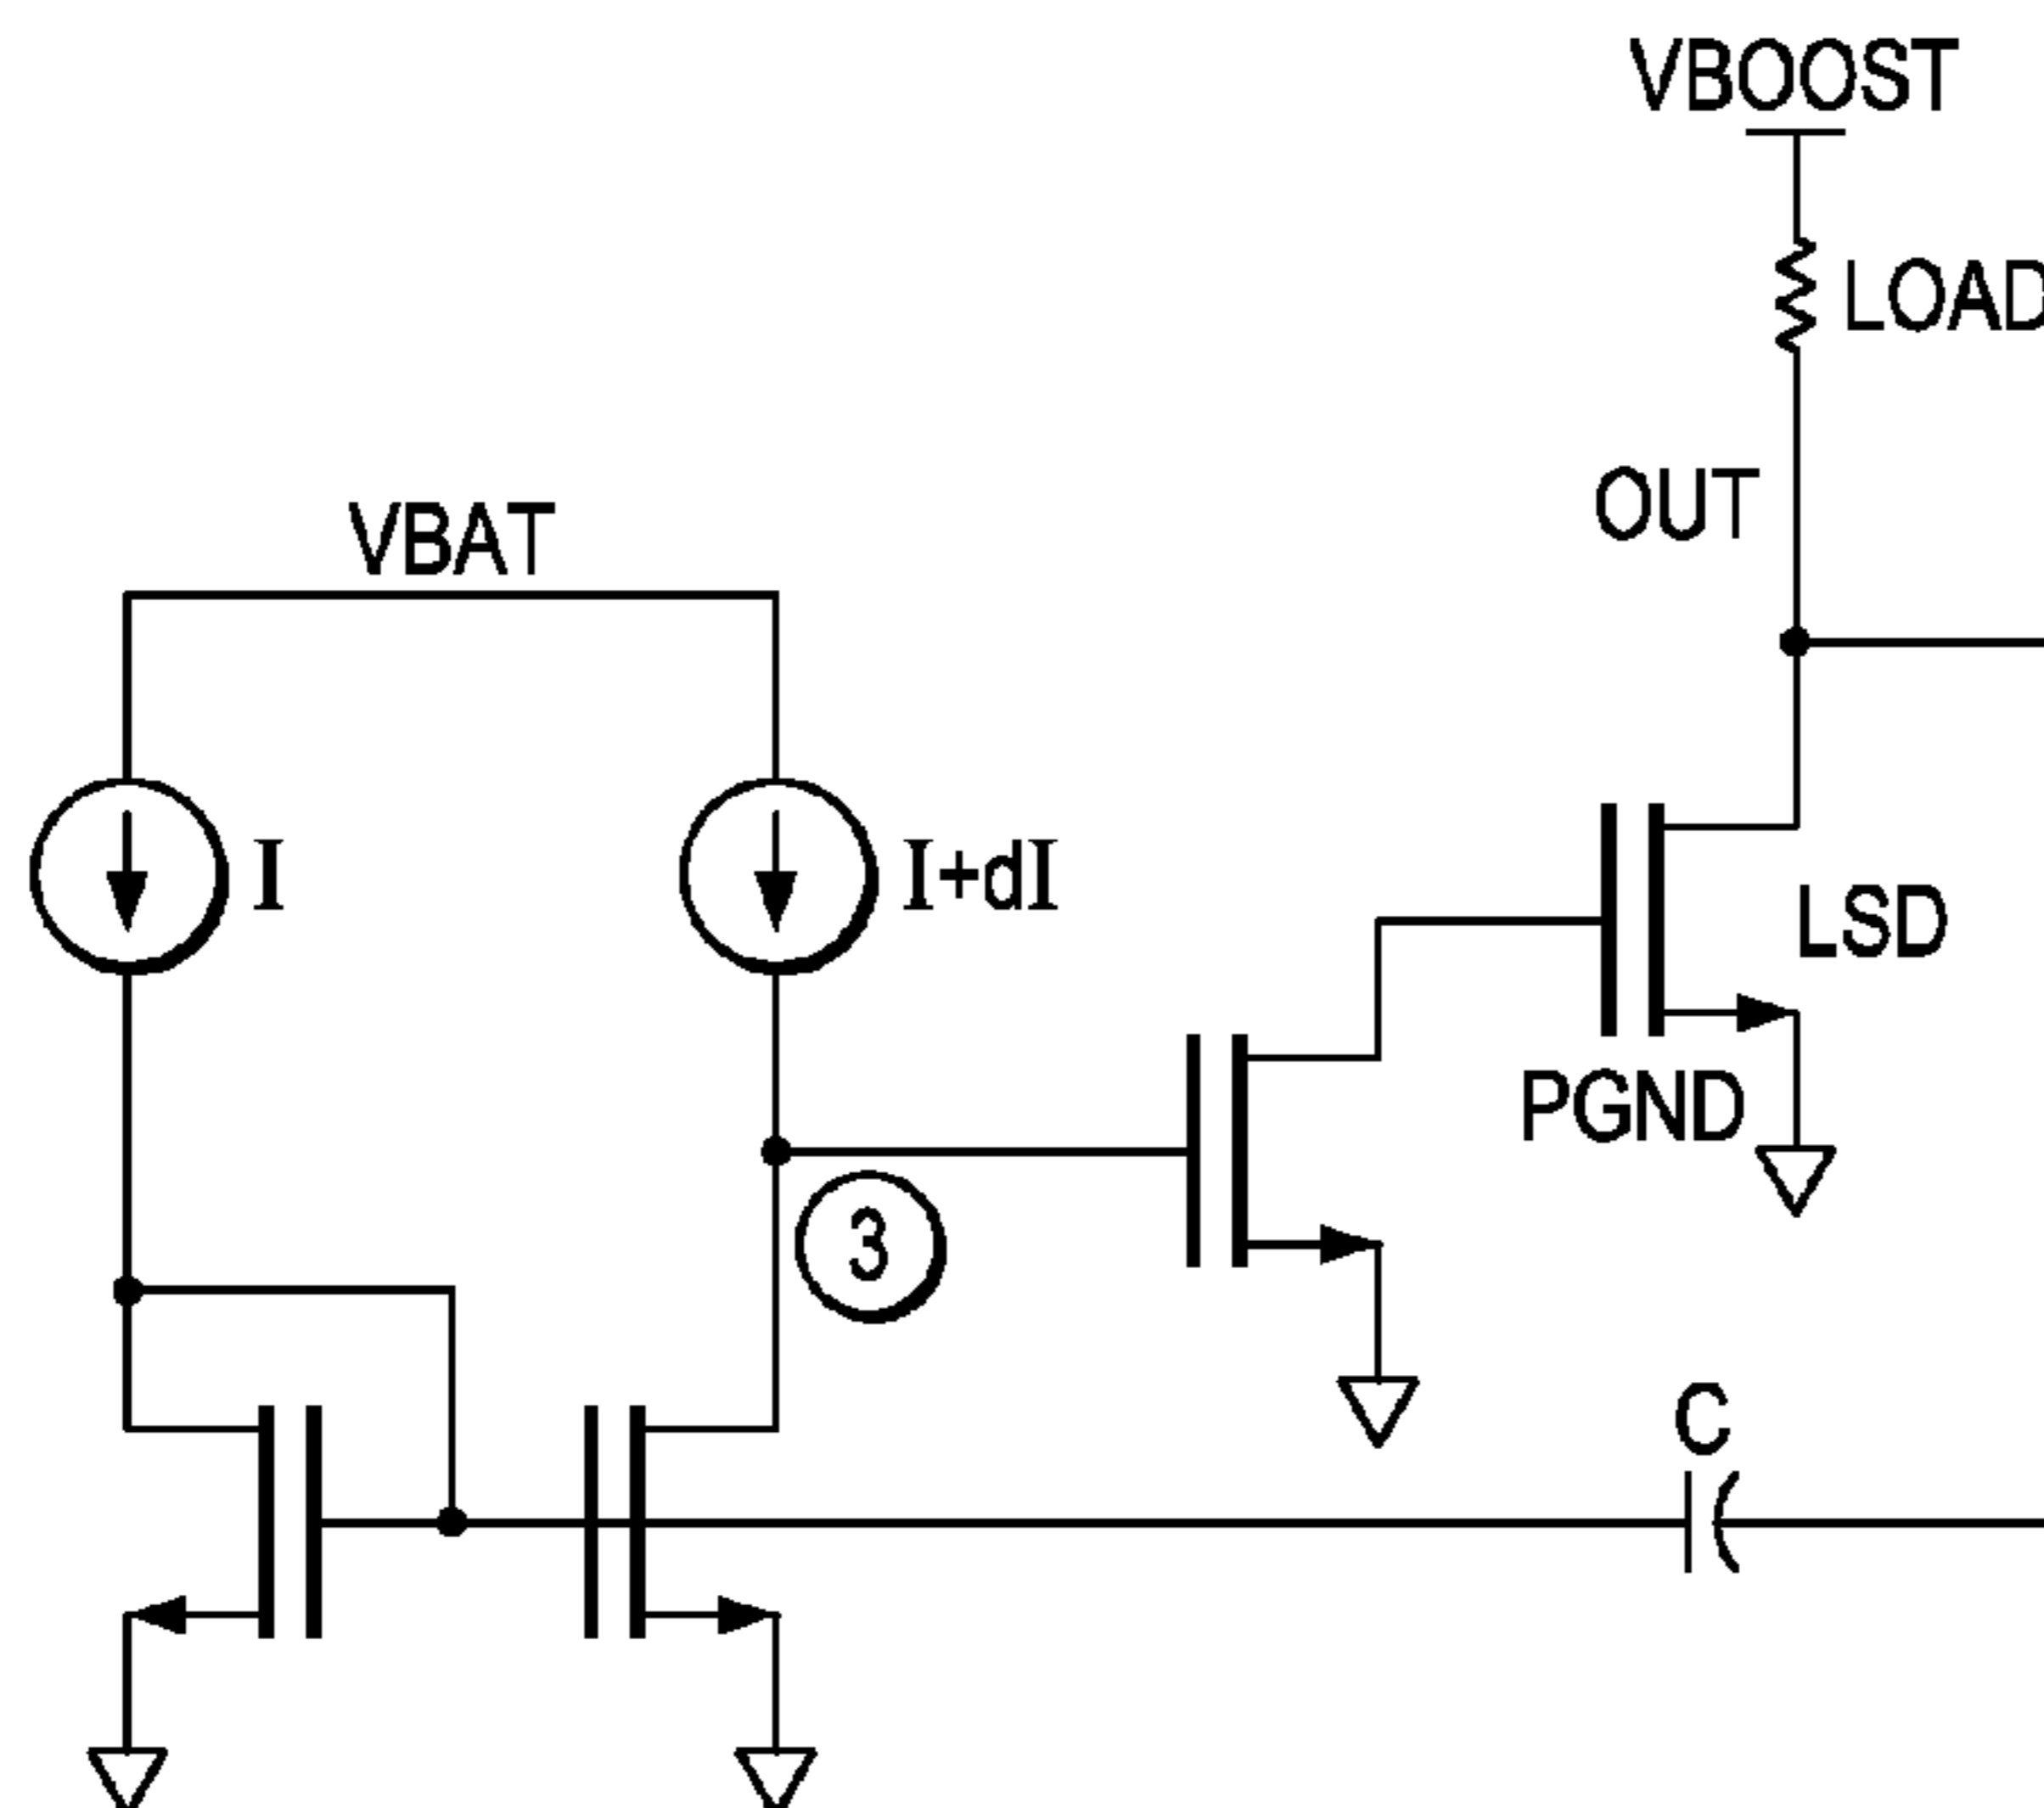 VBOOST
LOAD
OUT
VBAT
I
I+dI
LSD
PGND
3
C